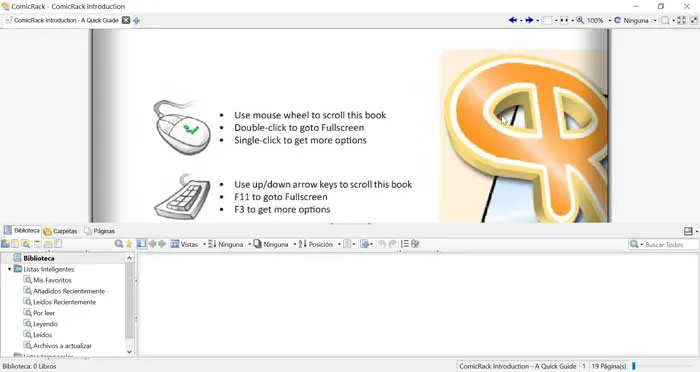 ComicRack - ComicRack Introduction
ComicRack Introduction - A Quick Guide
100%
Ninguna
Use mouse wheel to scroll this book
Double-click to goto Fullscreen
Single-click to get more options
Use up/down arrow keys to scroll this book
F11 to goto Fullscreen
F3 to get more options
Biblioteca Carpetas Páginas
Vistas Ninguna Ninguna Posición
Buscar Todos
Biblioteca
Listas Inteligentes
Mis Favoritos
Añadidos Recientemente
Leídos Recientemente
Por leer
Leyendo
Leídos
Archivos a actualizar
Biblioteca: 0 Libros
ComicRack Introduction - A Quick Guide 1 19 Página(s)